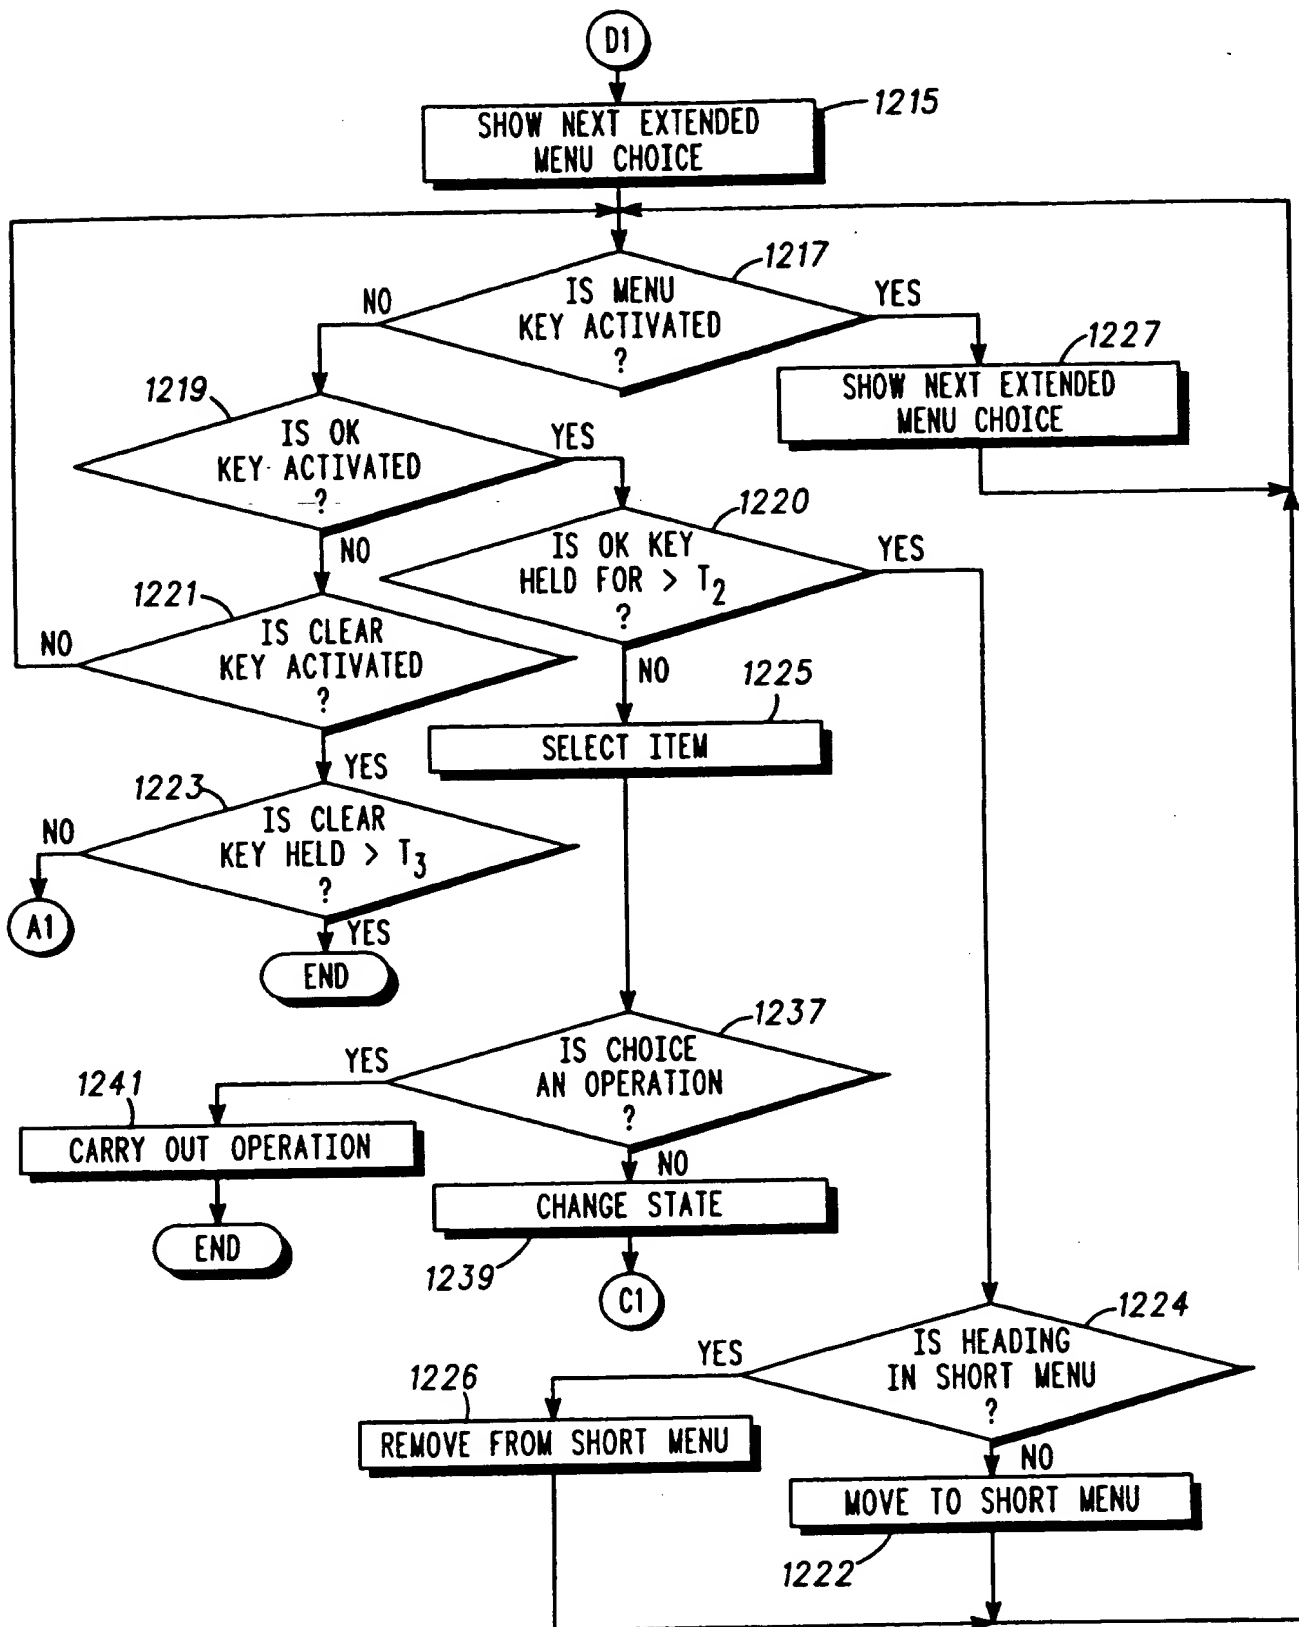 D1
1215
SHOW NEXT EXTENDED
MENU CHOICE
1217
IS MENU
KEY ACTIVATED
?
NO
YES
1227
SHOW NEXT EXTENDED
MENU CHOICE
1219
IS OK
KEY ACTIVATED
?
YES
NO
1220
IS OK KEY
HELD FOR > T2
?
YES
NO
1221
IS CLEAR
KEY ACTIVATED
?
NO
YES
1225
SELECT ITEM
1223
IS CLEAR
KEY HELD > T3
?
NO
YES
A1
END
1237
IS CHOICE
AN OPERATION
?
YES
NO
1241
CARRY OUT OPERATION
END
CHANGE STATE
1239
C1
1224
IS HEADING
IN SHORT MENU
?
YES
NO
1226
REMOVE FROM SHORT MENU
MOVE TO SHORT MENU
1222